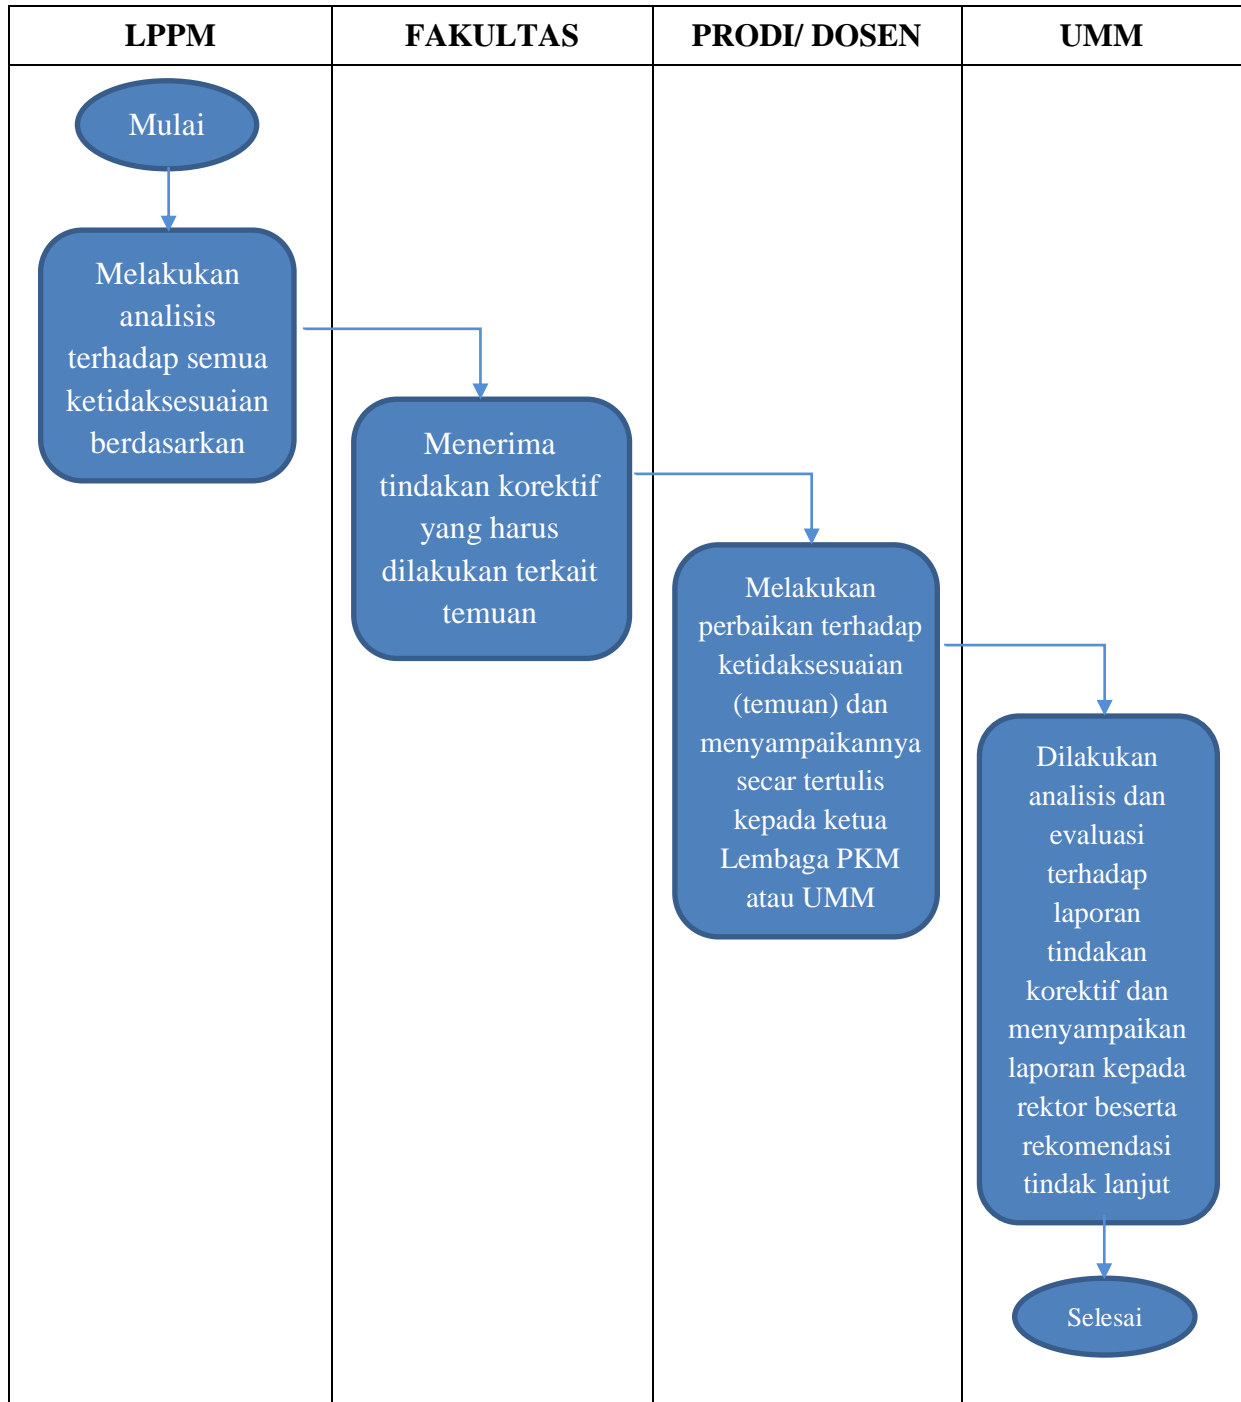 LPPM
FAKULTAS
PRODI/ DOSEN
UMM
Mulai
Melakukan
analisis
terhadap semua
ketidaksesuaian
berdasarkan
Menerima
tindakan korektif
yang harus
dilakukan terkait
temuan
Melakukan
perbaikan terhadap
ketidaksesuaian
(temuan) dan
menyampaikannya
secar tertulis
kepada ketua
Lembaga PKM
atau UMM
Dilakukan
analisis dan
evaluasi
terhadap
laporan
tindakan
korektif dan
menyampaikan
laporan kepada
rektor beserta
rekomendasi
tindak lanjut
Selesai